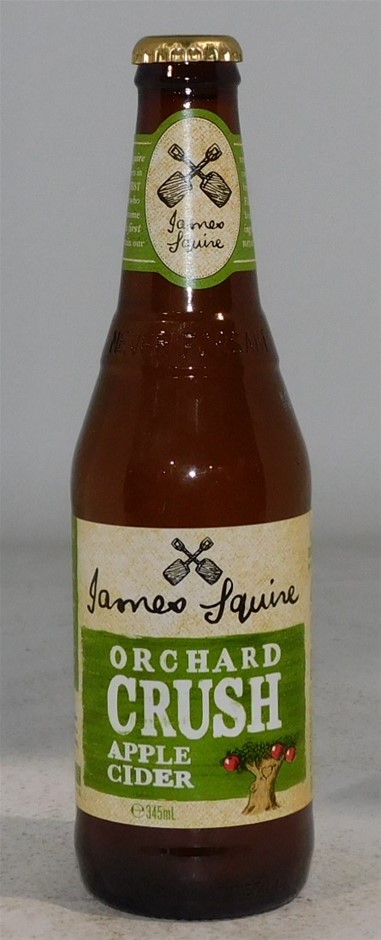 James
Squire
James Squire
ORCHARD
CRUSH
APPLE
CIDER
℮345mL